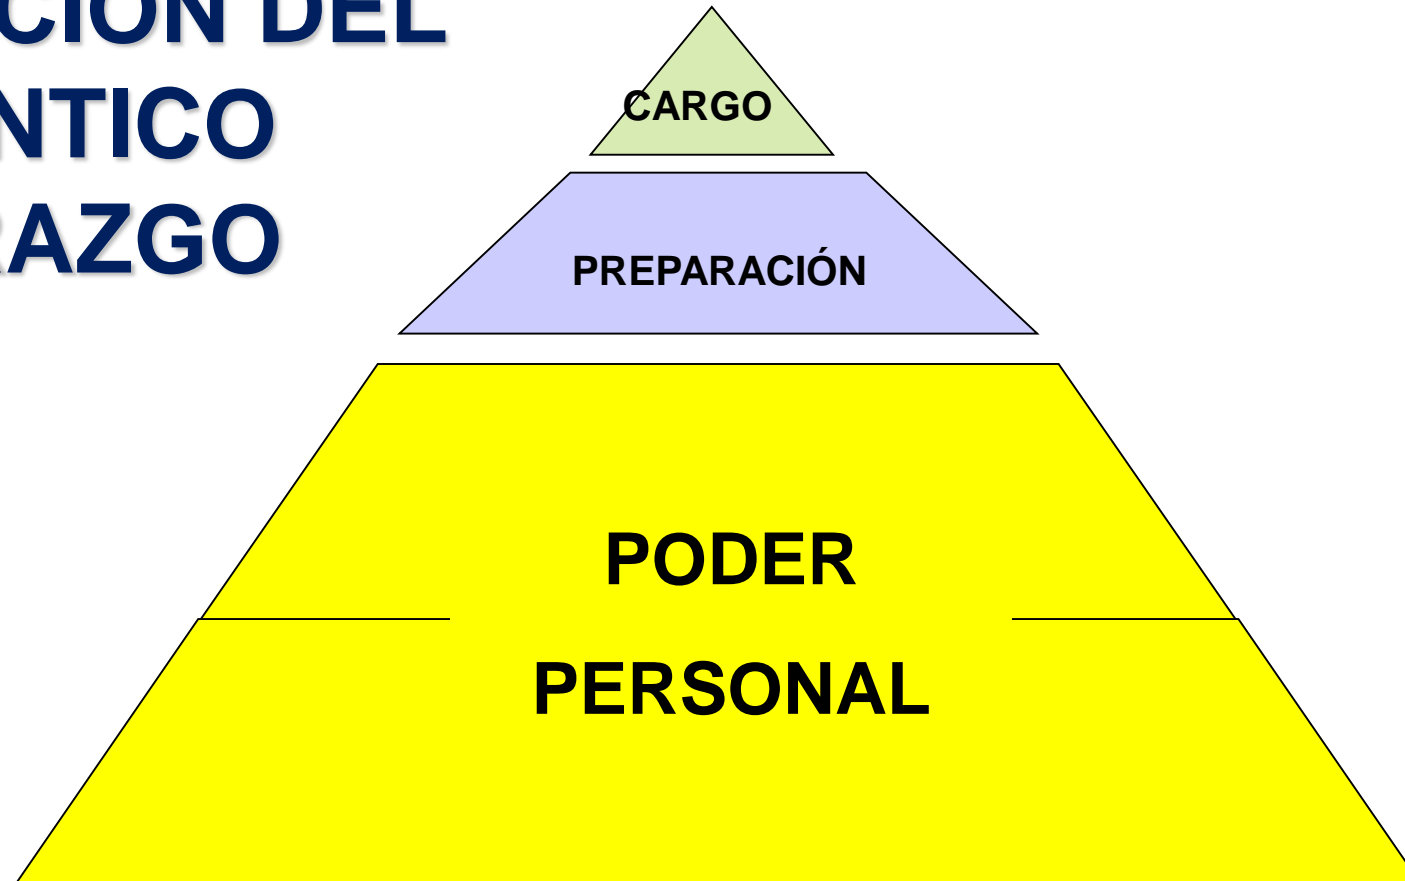 CIÓN DEL
NTICO
RAZGO
CARGO
PREPARACIÓN
PODER
PERSONAL